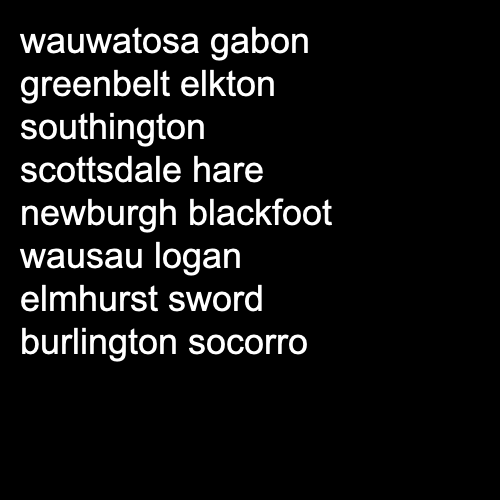 wauwatosa gabon
greenbelt elkton
southington
scottsdale hare
newburgh blackfoot
wausau logan
elmhurst sword
burlington socorro